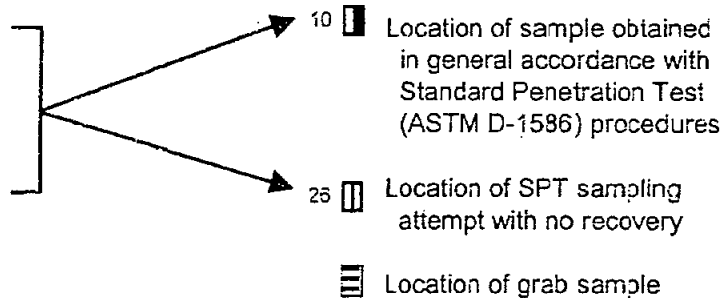 10 Location of sample obtained
in general accordance with
Standard Penetration Test
(ASTM D-1586) procedures
26 Location of SPT sampling
attempt with no recovery
Location of grab sample